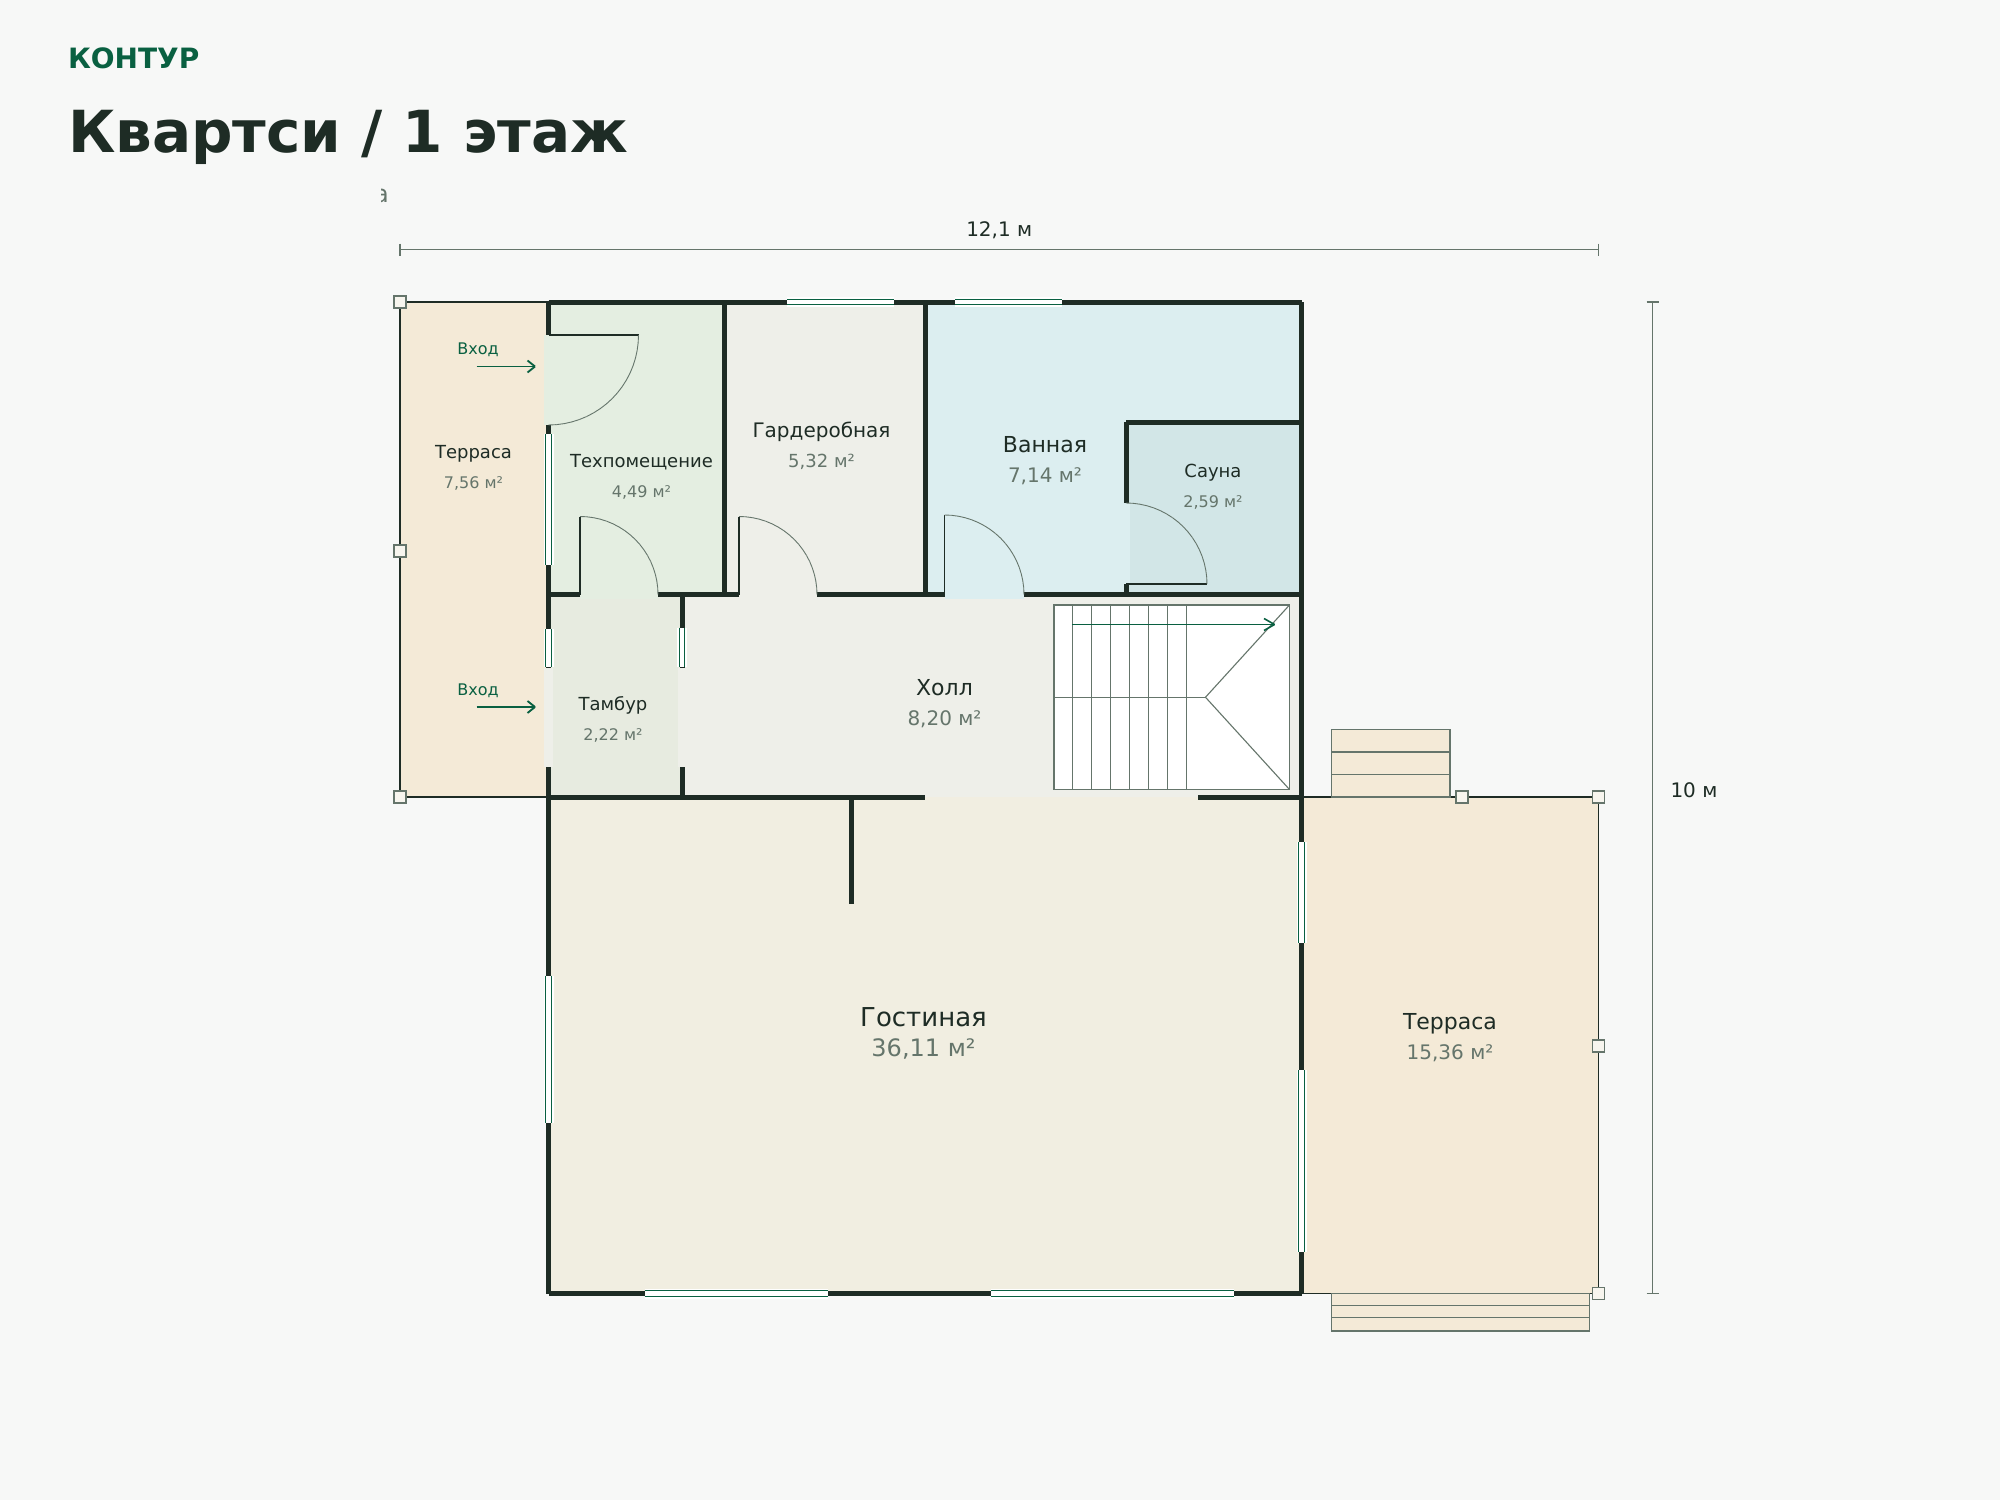 КОНТУР
Квартси / 1 этаж
а
12,1 м
Вход
Терраса
7,56 м²
Техпомещение
4,49 м²
Гардеробная
5,32 м²
Ванная
7,14 м²
Сауна
2,59 м²
Вход
Тамбур
2,22 м²
Холл
8,20 м²
10 м
Гостиная
36,11 м²
Терраса
15,36 м²